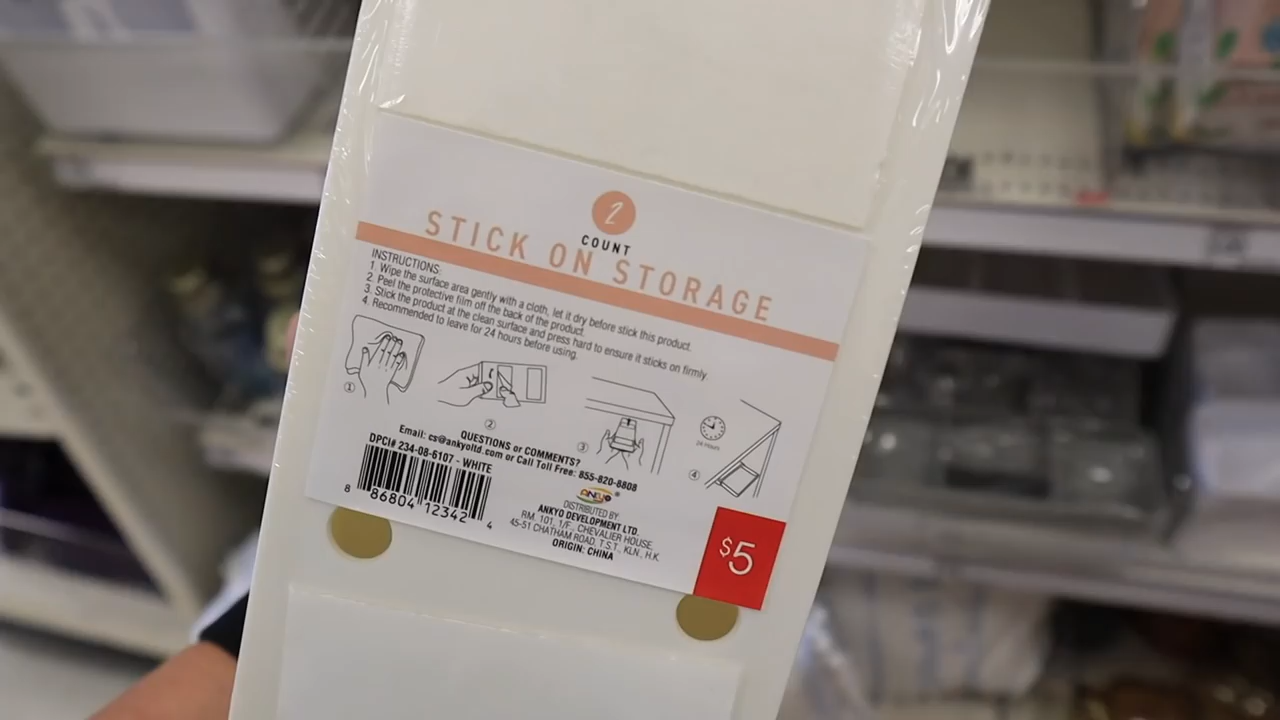 2
COUNT
STICK ON STORAGE
INSTRUCTIONS:
1. Wipe the surface area gently with a cloth, let it dry before stick this product.
2. Peel the protective film off the back of the product.
3. Stick the product at the clean surface and press hard to ensure it sticks on firmly.
4. Recommended to leave for 24 hours before using.
1
2
3
24 Hours
4
QUESTIONS or COMMENTS?
Email: cs@ankyoltd.com or Call Toll Free: 855-820-8808
DPCI# 234-08-6107 - WHITE
8 86804 12342 4
ANKYO®
DISTRIBUTED BY:
ANKYO DEVELOPMENT LTD.
RM. 101, 1/F., CHEVALIER HOUSE,
45-51 CHATHAM ROAD, T.S.T., KLN., H.K.
ORIGIN: CHINA
$5